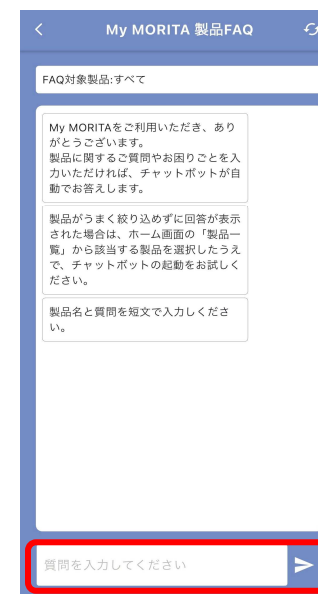 My MORITA 製品FAQ
FAQ対象製品:すべて
My MORITAをご利用いただき、あり
がとうございます。
製品に関するご質問やお困りごとを入
力いただければ、チャットボットが自
動でお答えします。
製品がうまく絞り込めずに回答が表示
された場合は、ホーム画面の「製品一
覧」から該当する製品を選択したうえ
で、チャットボットの起動をお試しく
ださい。
製品名と質問を短文で入力しくださ
い。
質問を入力してください